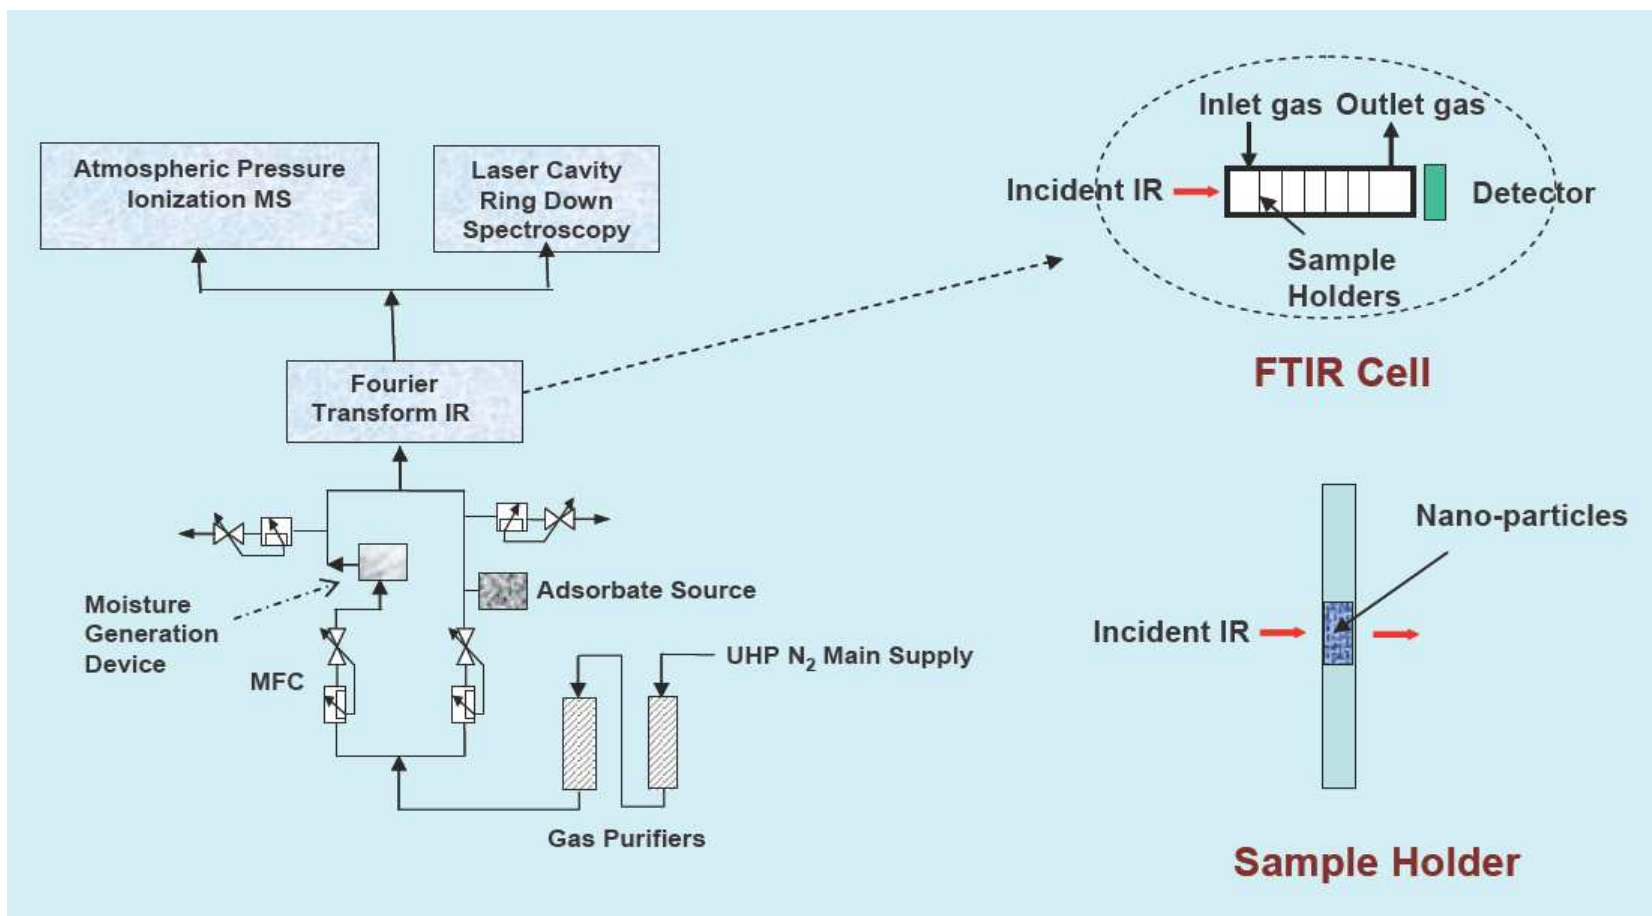 Atmospheric Pressure
Ionization MS
Laser Cavity
Ring Down
Spectroscopy
Fourier
Transform IR
Moisture
Generation
Device
MFC
Adsorbate Source
UHP N₂ Main Supply
Gas Purifiers
Inlet gas Outlet gas
Incident IR
Detector
Sample
Holders
FTIR Cell
Nano-particles
Incident IR
Sample Holder